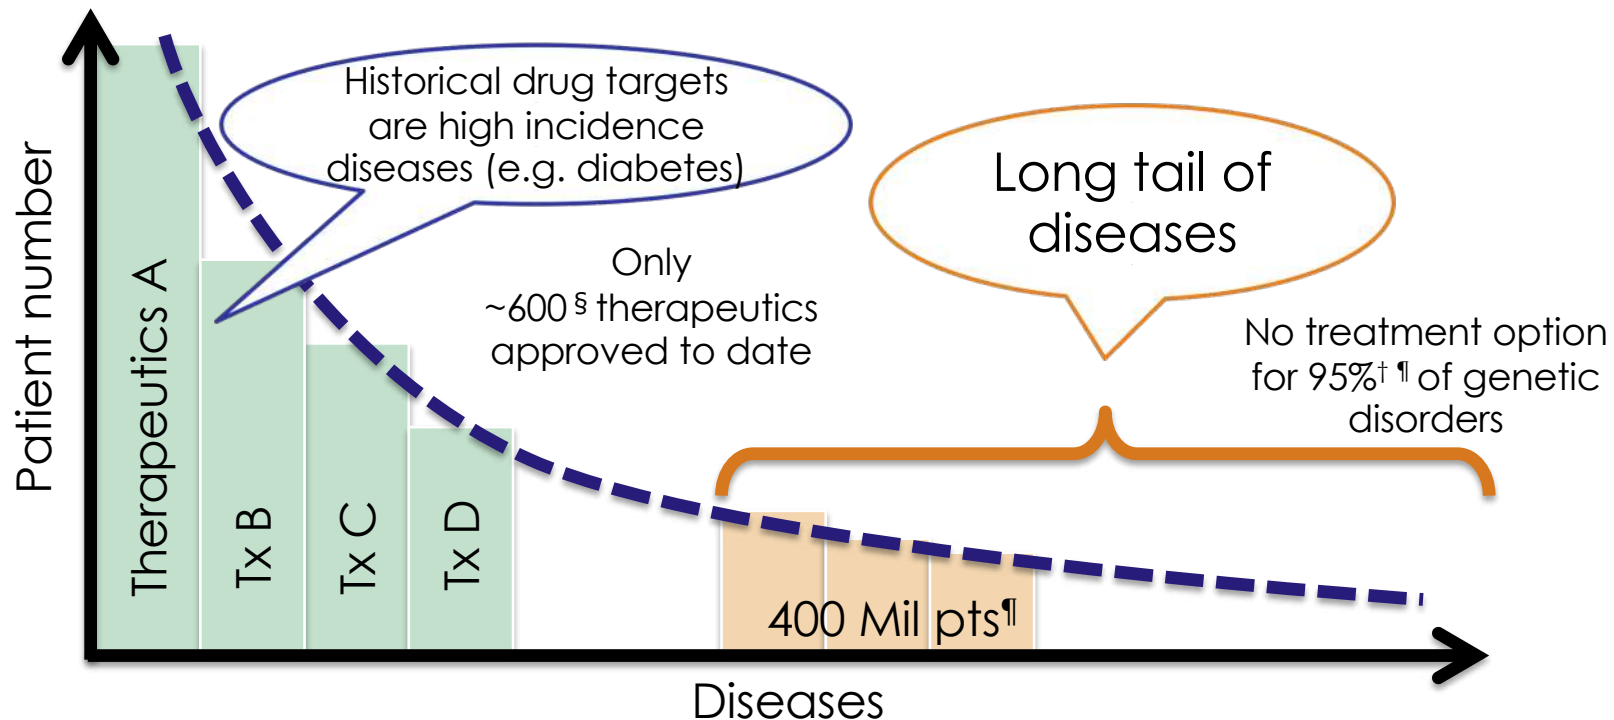 Patient number
Therapeutics A
Tx B
Tx C
Tx D
Historical drug targets
are high incidence
diseases (e.g. diabetes)
Only
~600 § therapeutics
approved to date
Long tail of
diseases
No treatment option
for 95%† ¶ of genetic
disorders
400 Mil pts¶
Diseases